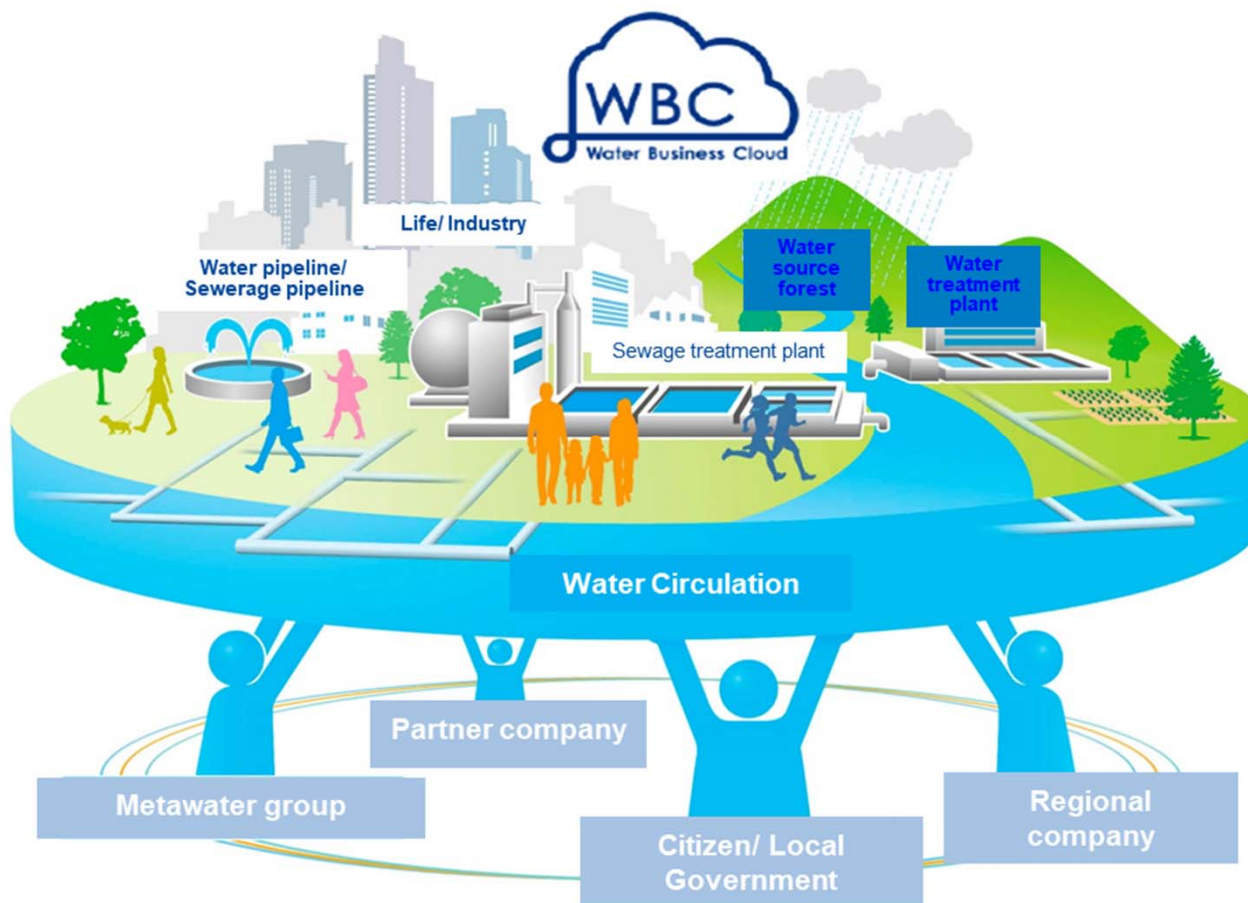 WBC
Water Business Cloud
Life/ Industry
Water pipeline/
Sewerage pipeline
Water
source
forest
Water
treatment
plant
Sewage treatment plant
Water Circulation
Partner company
Metawater group
Regional
company
Citizen/ Local
Government